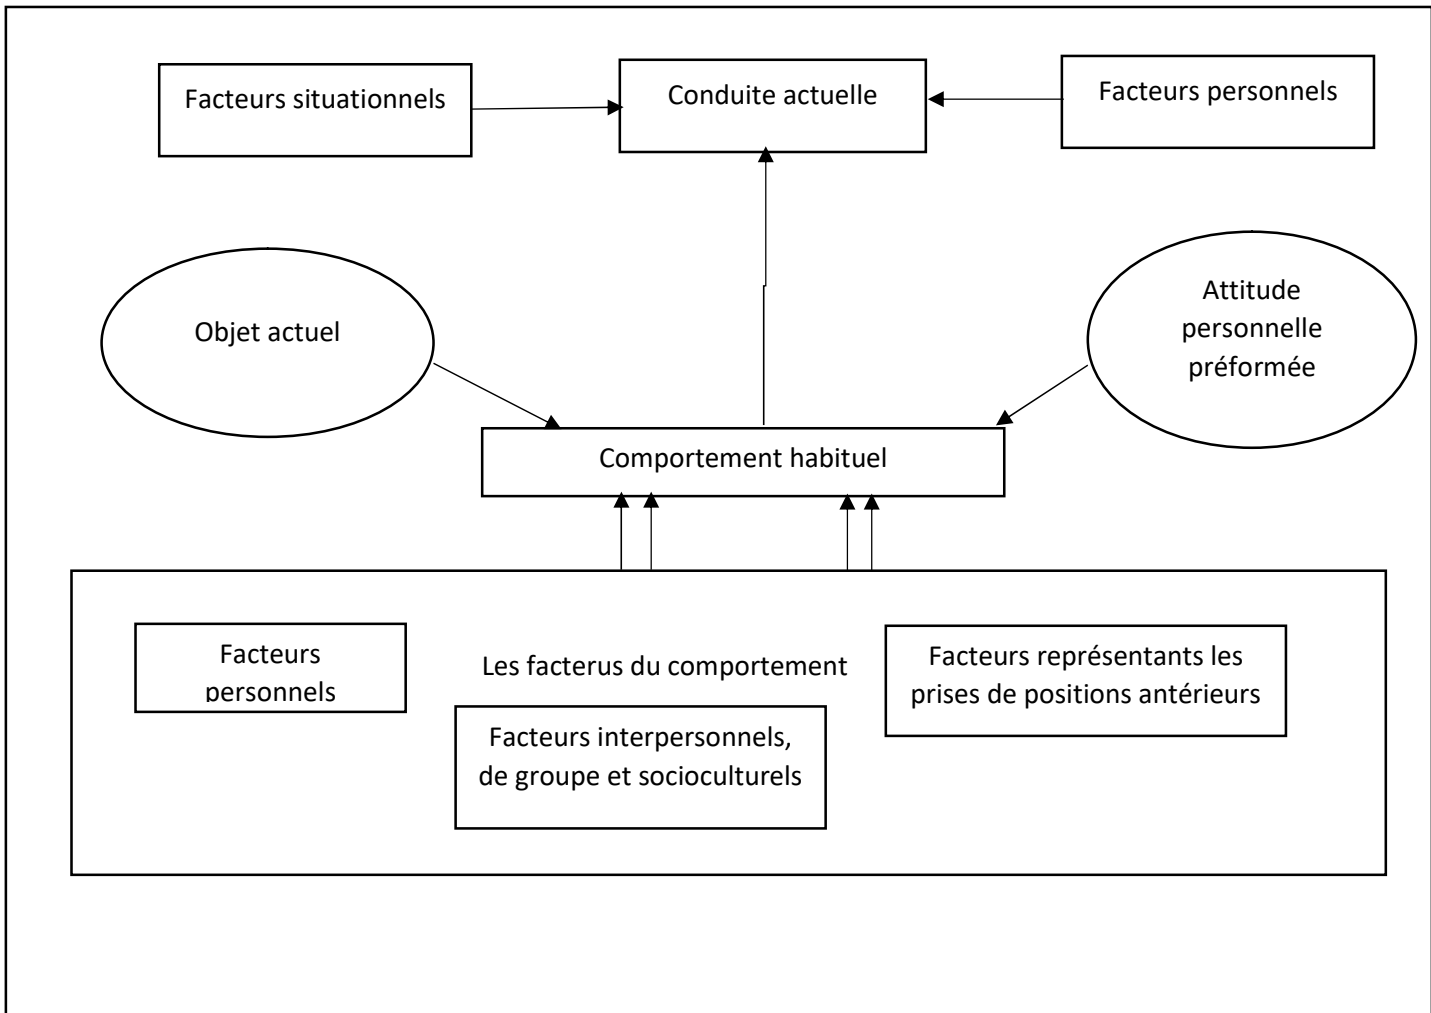 Facteurs situationnels
Conduite actuelle
Facteurs personnels
Objet actuel
Attitude
personnelle
préformée
Comportement habituel
Facteurs
personnels
Les facterus du comportement
Facteurs interpersonnels,
de groupe et socioculturels
Facteurs représentants les
prises de positions antérieurs